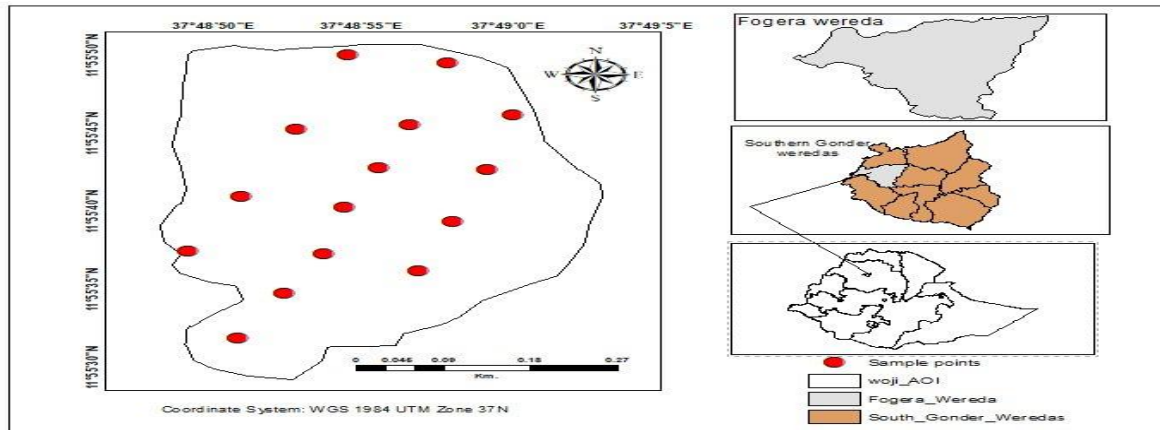 37°48'50"E 37°48'55"E 37°49'0"E 37°49'5"E
11°55'50"N
11°55'45"N
11°55'40"N
11°55'35"N
11°55'30"N
N
W E
S
0 0.045 0.09 0.18 0.27
Km.
Coordinate System: WGS 1984 UTM Zone 37N
Fogera wereda
Southern Gonder
weredas
Sample points
woji_AOI
Fogera_Wereda
South_Gonder_Weredas